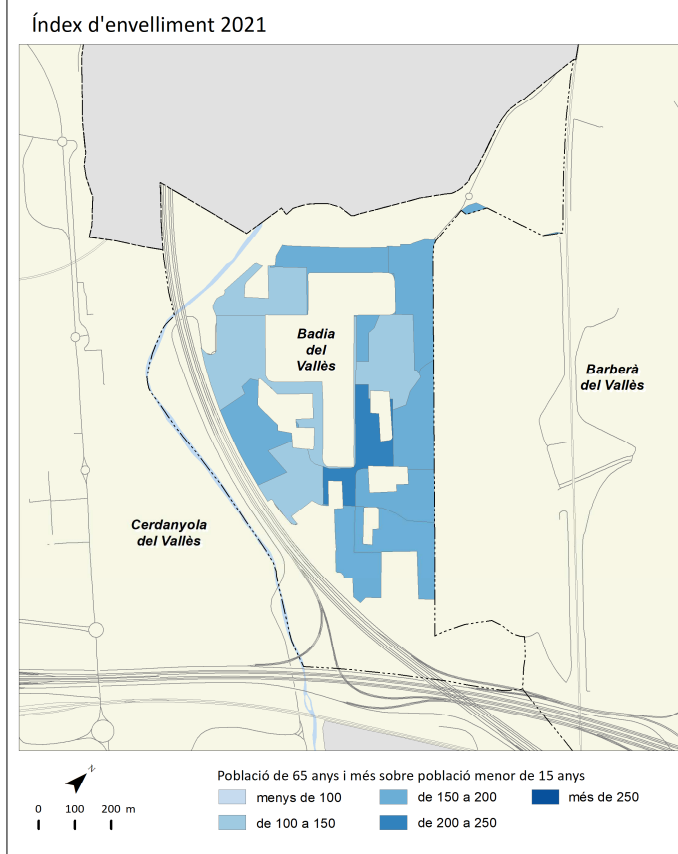 Índex d'envelliment 2021
Badia
del
Vallès
Barberà
del Vallès
Cerdanyola
del Vallès
N
0 100 200 m
Població de 65 anys i més sobre població menor de 15 anys
menys de 100
de 150 a 200
més de 250
de 100 a 150
de 200 a 250